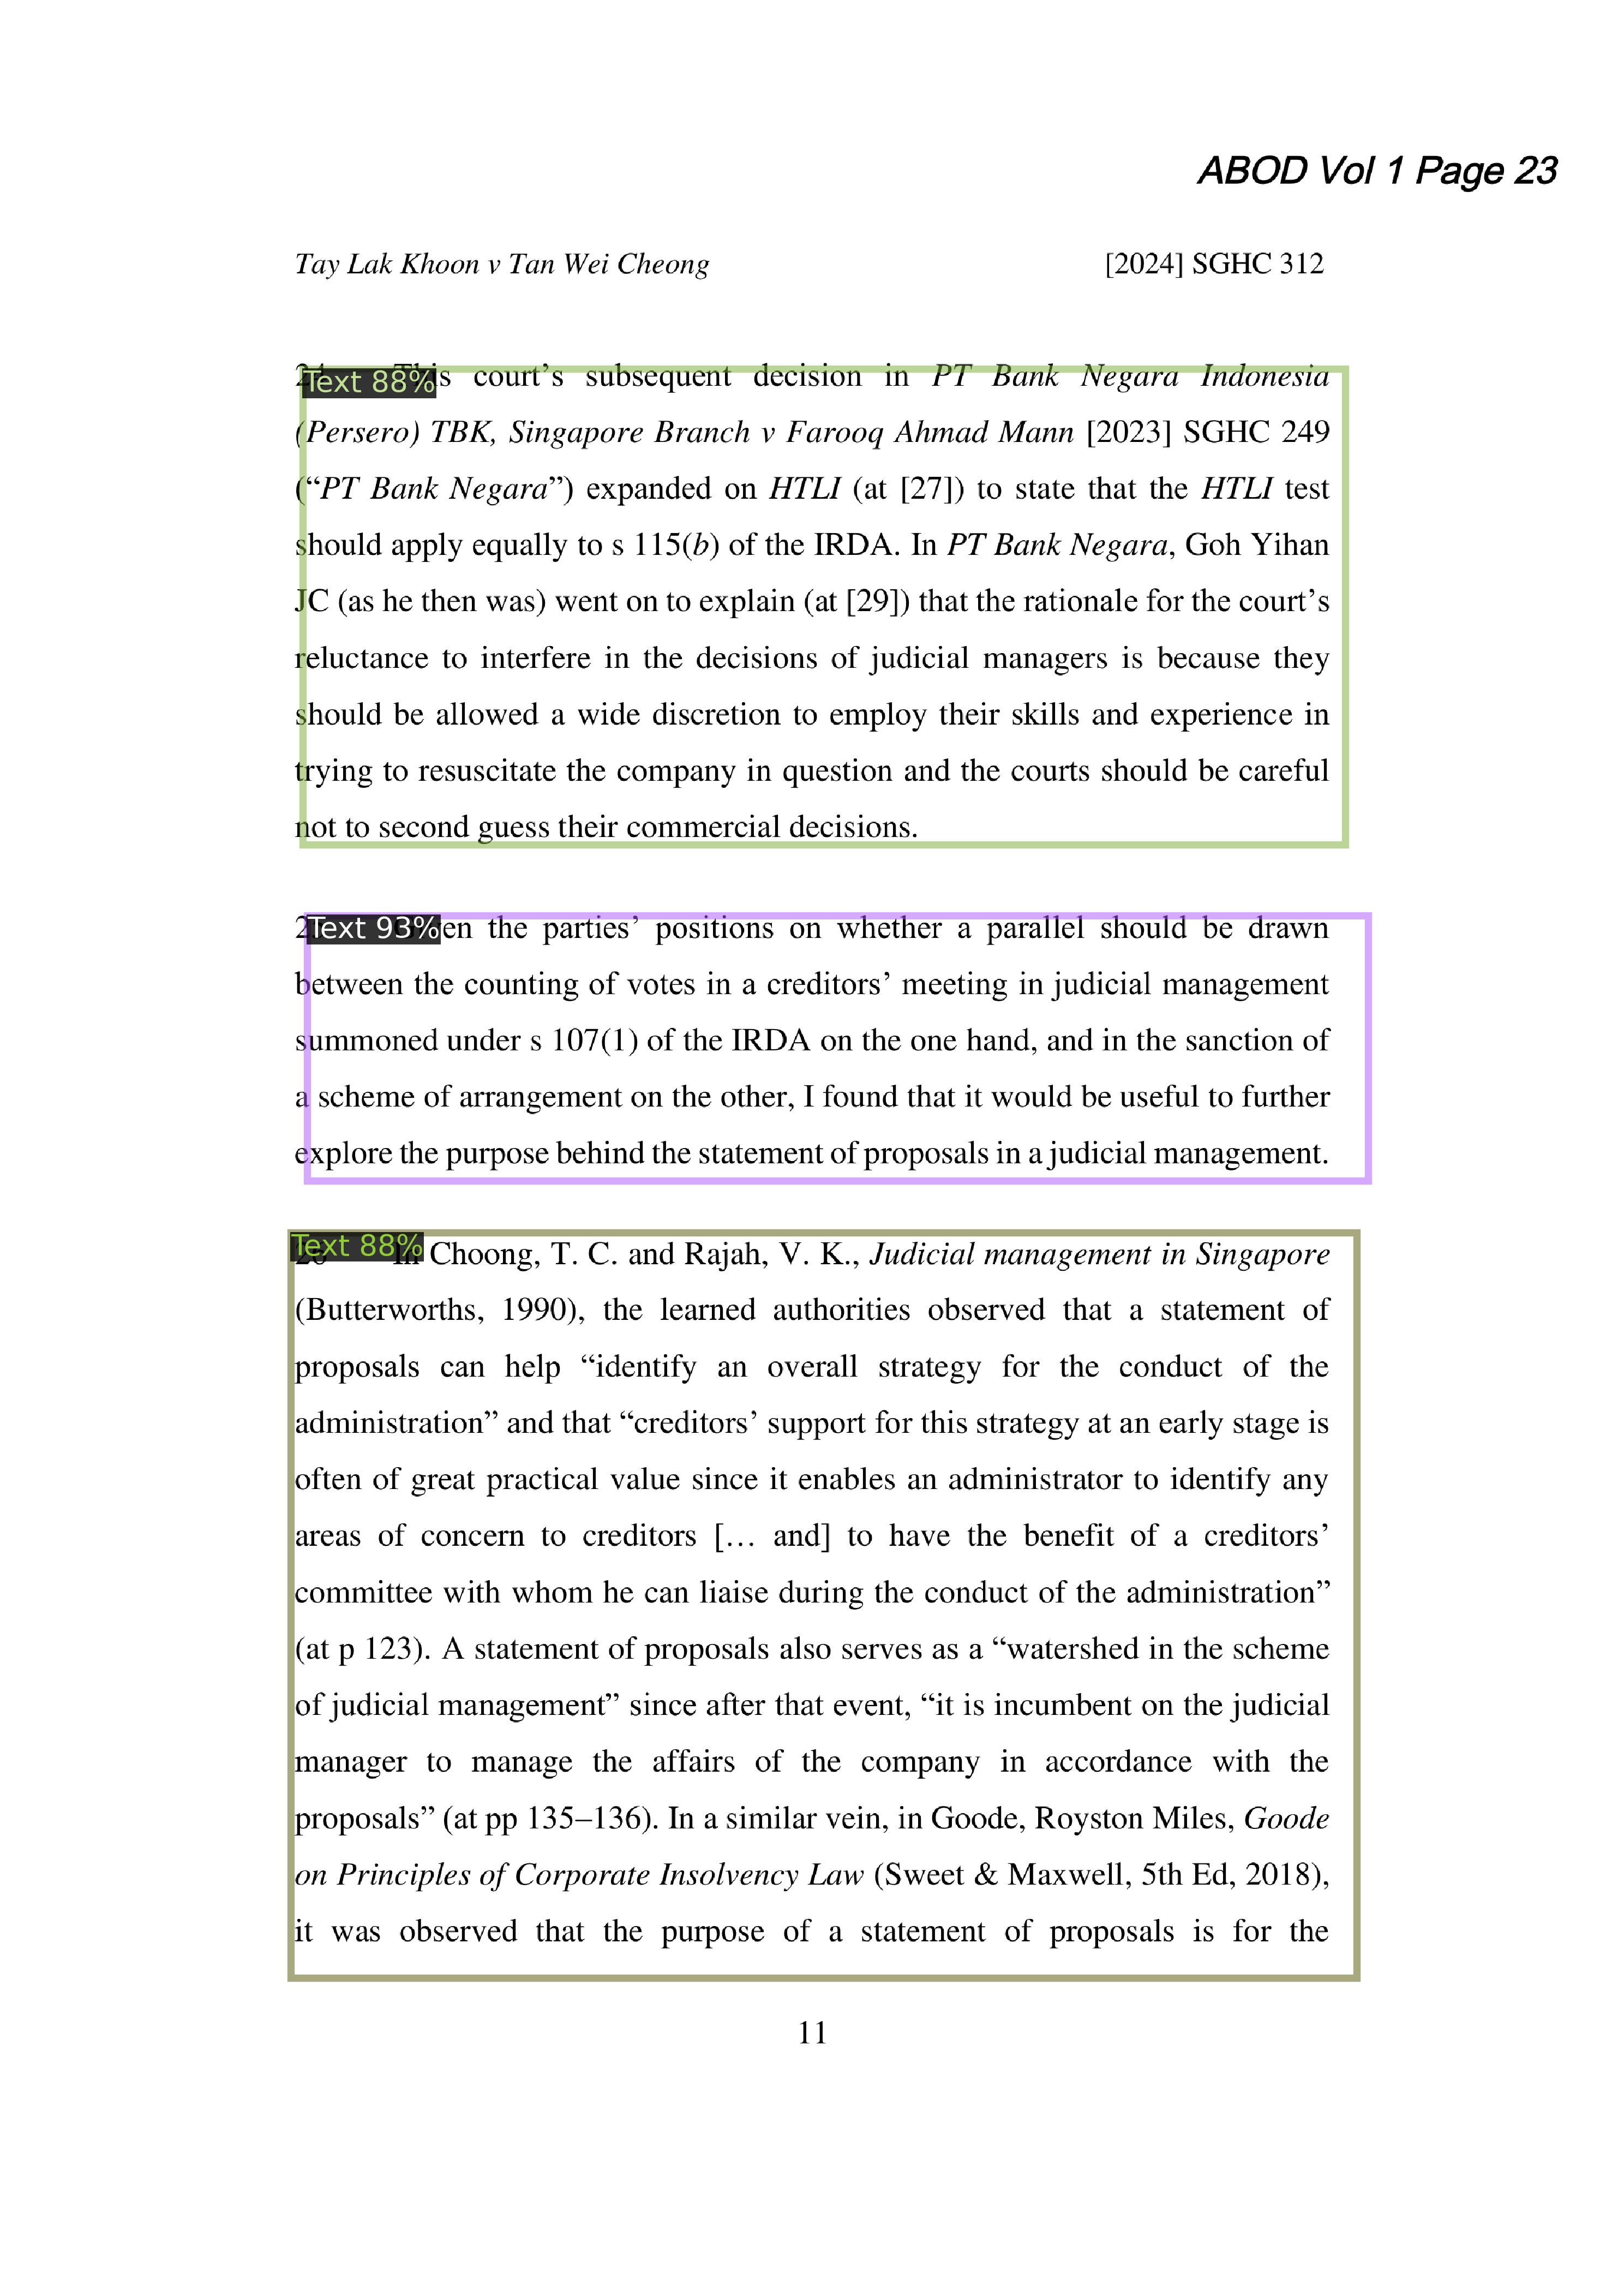 ABOD Vol 1 Page 23
Tay Lak Khoon v Tan Wei Cheong [2024] SGHC 312
Text 88%
This court’s subsequent decision in PT Bank Negara Indonesia
(Persero) TBK, Singapore Branch v Farooq Ahmad Mann [2023] SGHC 249
(“PT Bank Negara”) expanded on HTLI (at [27]) to state that the HTLI test
should apply equally to s 115(b) of the IRDA. In PT Bank Negara, Goh Yihan
JC (as he then was) went on to explain (at [29]) that the rationale for the court’s
reluctance to interfere in the decisions of judicial managers is because they
should be allowed a wide discretion to employ their skills and experience in
trying to resuscitate the company in question and the courts should be careful
not to second guess their commercial decisions.
Text 93%
the parties’ positions on whether a parallel should be drawn
between the counting of votes in a creditors’ meeting in judicial management
summoned under s 107(1) of the IRDA on the one hand, and in the sanction of
a scheme of arrangement on the other, I found that it would be useful to further
explore the purpose behind the statement of proposals in a judicial management.
Text 88%
26 In Choong, T. C. and Rajah, V. K., Judicial management in Singapore
(Butterworths, 1990), the learned authorities observed that a statement of
proposals can help “identify an overall strategy for the conduct of the
administration” and that “creditors’ support for this strategy at an early stage is
often of great practical value since it enables an administrator to identify any
areas of concern to creditors [… and] to have the benefit of a creditors’
committee with whom he can liaise during the conduct of the administration”
(at p 123). A statement of proposals also serves as a “watershed in the scheme
of judicial management” since after that event, “it is incumbent on the judicial
manager to manage the affairs of the company in accordance with the
proposals” (at pp 135–136). In a similar vein, in Goode, Royston Miles, Goode
on Principles of Corporate Insolvency Law (Sweet & Maxwell, 5th Ed, 2018),
it was observed that the purpose of a statement of proposals is for the
11